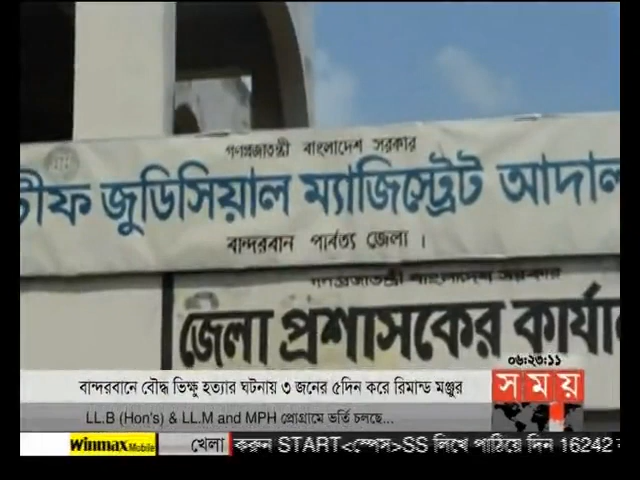 গণপ্রজাতন্ত্রী বাংলাদেশ সরকার
চীফ জুডিসিয়াল ম্যাজিস্ট্রেট আদাল
বান্দরবান পার্বত্য জেলা ।
গণপ্রজাতন্ত্রী বাংলাদেশ সরকার
জেলা প্রশাসকের কার্যা
০৬:২৩:১১
বান্দরবানে বৌদ্ধ ভিক্ষু হত্যার ঘটনায় ৩ জনের ৫দিন করে রিমান্ড মঞ্জুর
সময়
LL.B (Hon's) & LL.M and MPH প্রোগ্রামে ভর্তি চলছে...
Winmax Mobile খেলা করুন START<স্পেস>SS লিখে পাঠিয়ে দিন 16242